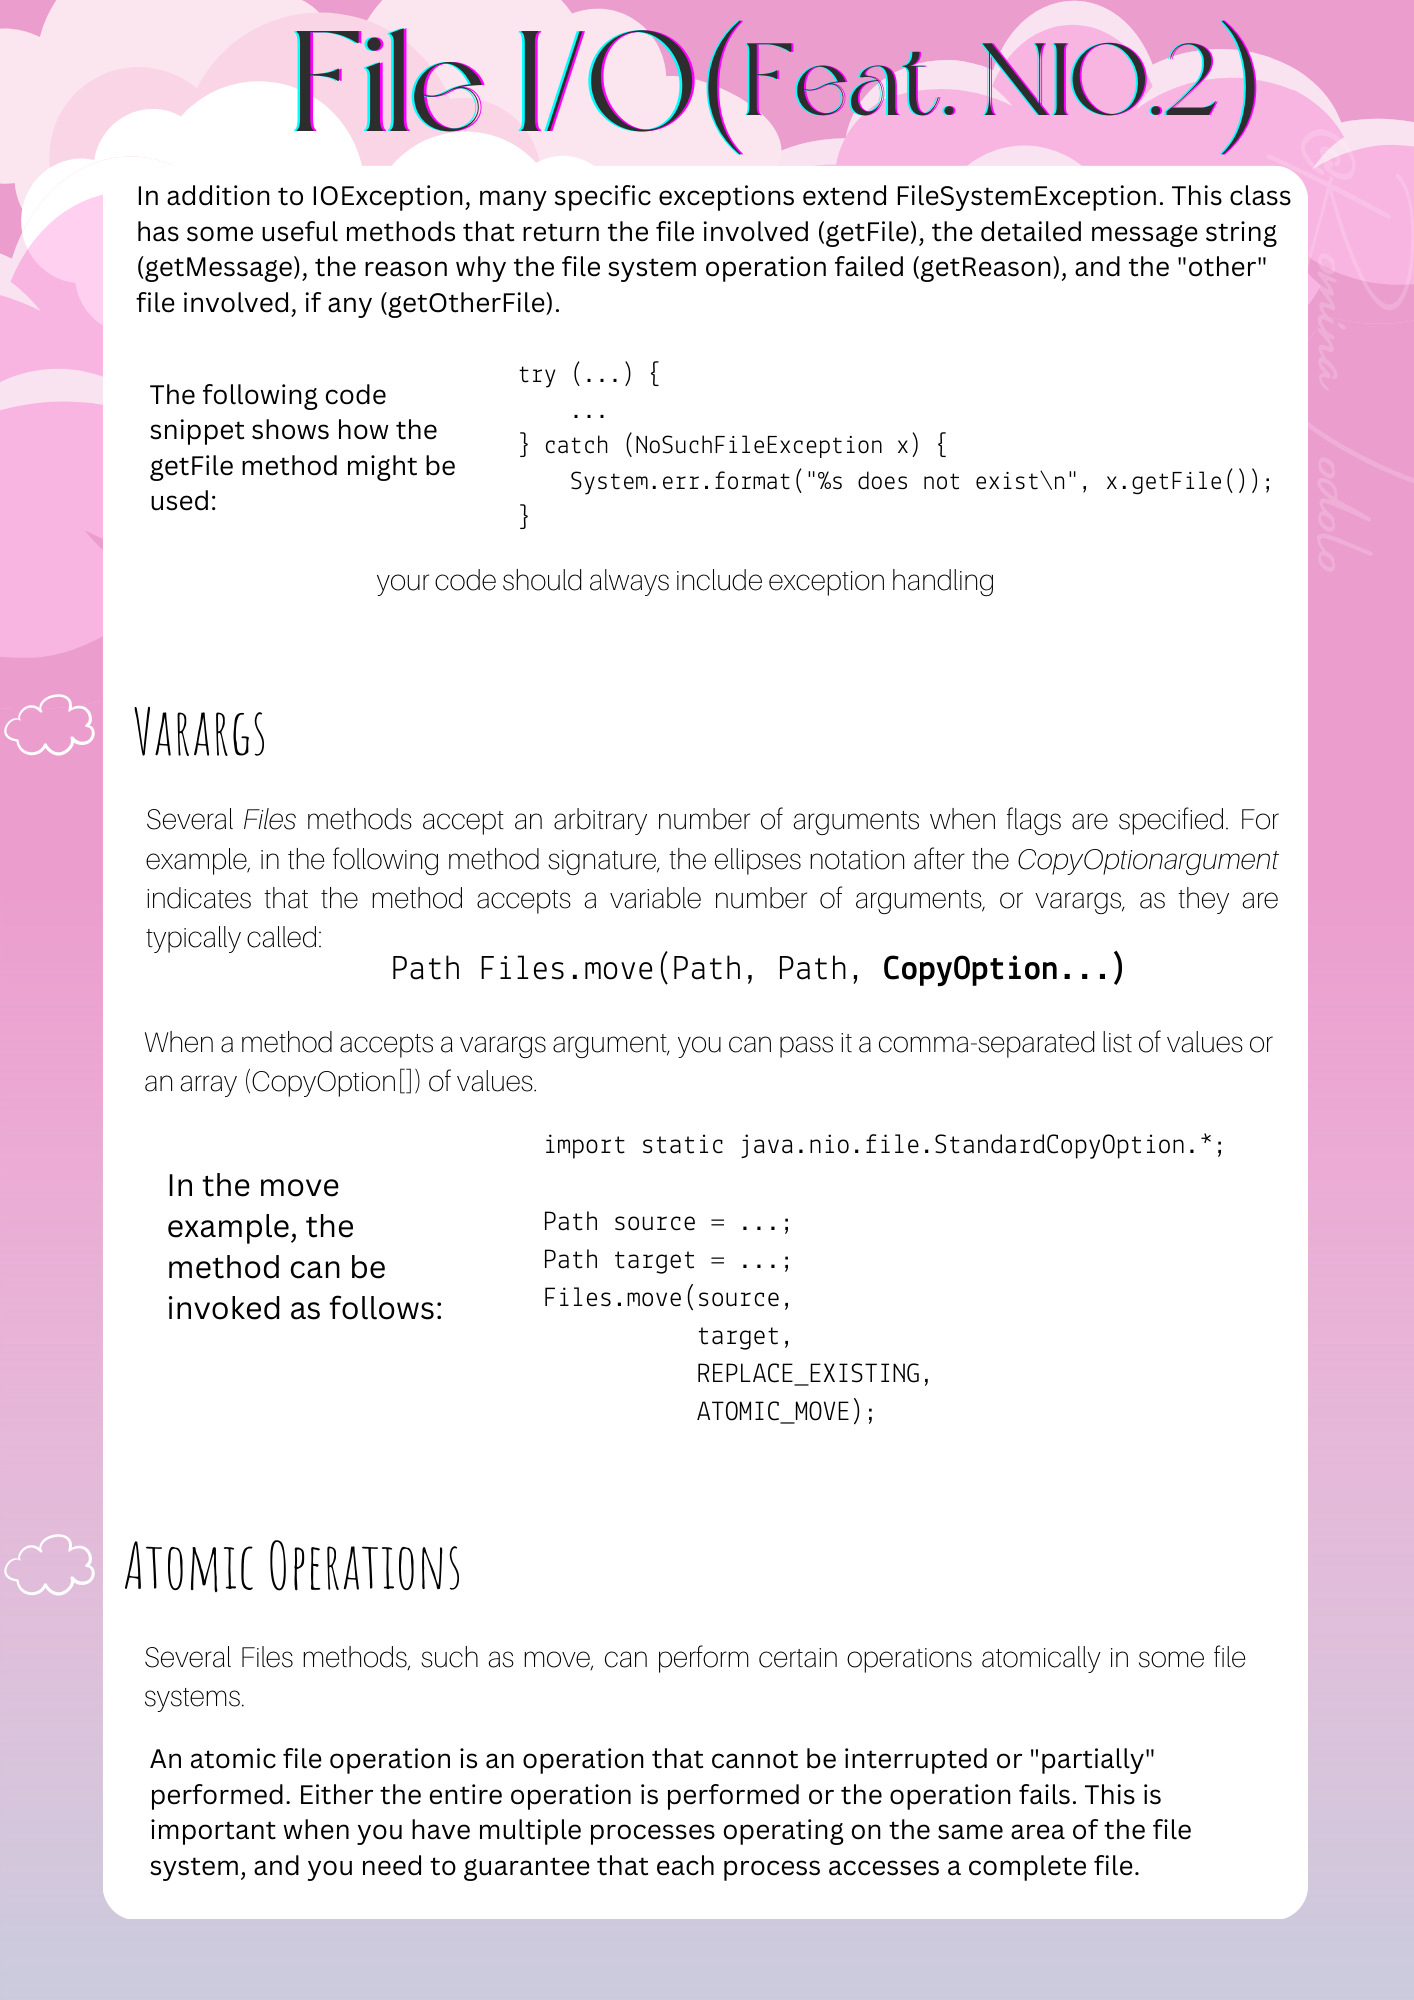 File I/O(Feat. NIO.2)
In addition to IOException, many specific exceptions extend FileSystemException. This class
has some useful methods that return the file involved (getFile), the detailed message string
(getMessage), the reason why the file system operation failed (getReason), and the "other"
file involved, if any (getOtherFile).
The following code
snippet shows how the
getFile method might be
used:
try (...) {
    ...
} catch (NoSuchFileException x) {
    System.err.format("%s does not exist\n", x.getFile());
}
your code should always include exception handling
Varargs
Several Files methods accept an arbitrary number of arguments when flags are specified. For
example, in the following method signature, the ellipses notation after the CopyOptionargument
indicates that the method accepts a variable number of arguments, or varargs, as they are
typically called:
Path Files.move(Path, Path, CopyOption...)
When a method accepts a varargs argument, you can pass it a comma-separated list of values or
an array (CopyOption[]) of values.
In the move
example, the
method can be
invoked as follows:
import static java.nio.file.StandardCopyOption.*;
Path source = ...;
Path target = ...;
Files.move(source,
            target,
            REPLACE_EXISTING,
            ATOMIC_MOVE);
Atomic Operations
Several Files methods, such as move, can perform certain operations atomically in some file
systems.
An atomic file operation is an operation that cannot be interrupted or "partially"
performed. Either the entire operation is performed or the operation fails. This is
important when you have multiple processes operating on the same area of the file
system, and you need to guarantee that each process accesses a complete file.